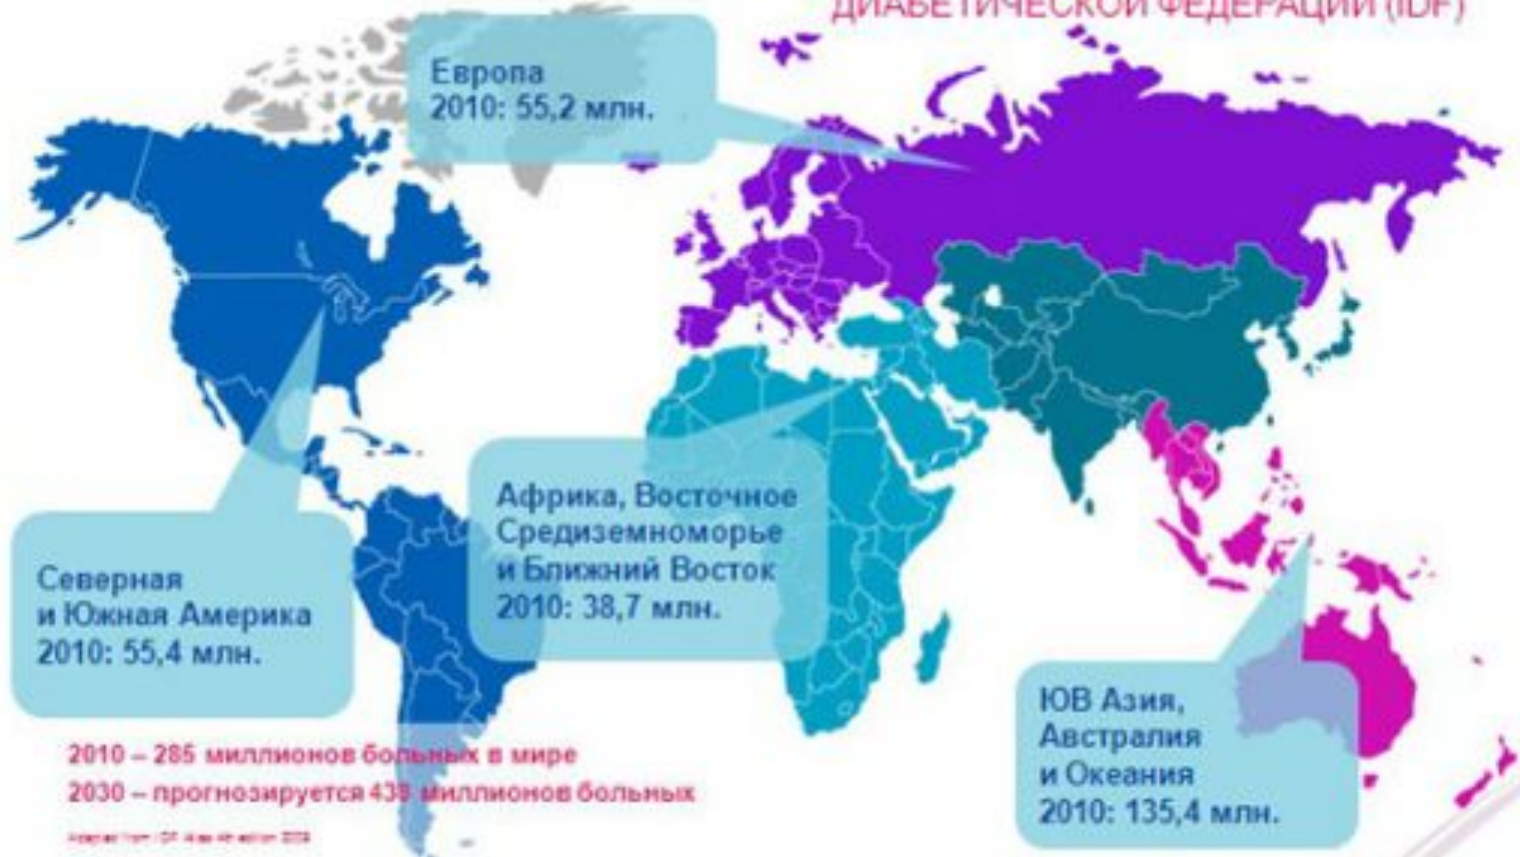 ДИАБЕТИЧЕСКОЙ ФЕДЕРАЦИИ (IDF)
Европа
2010: 55,2 млн.
Африка, Восточное
Средиземноморье
и Ближний Восток
2010: 38,7 млн.
Северная
и Южная Америка
2010: 55,4 млн.
ЮВ Азия,
Австралия
и Океания
2010: 135,4 млн.
2010 – 285 миллионов больных в мире
2030 – прогнозируется миллионов больных